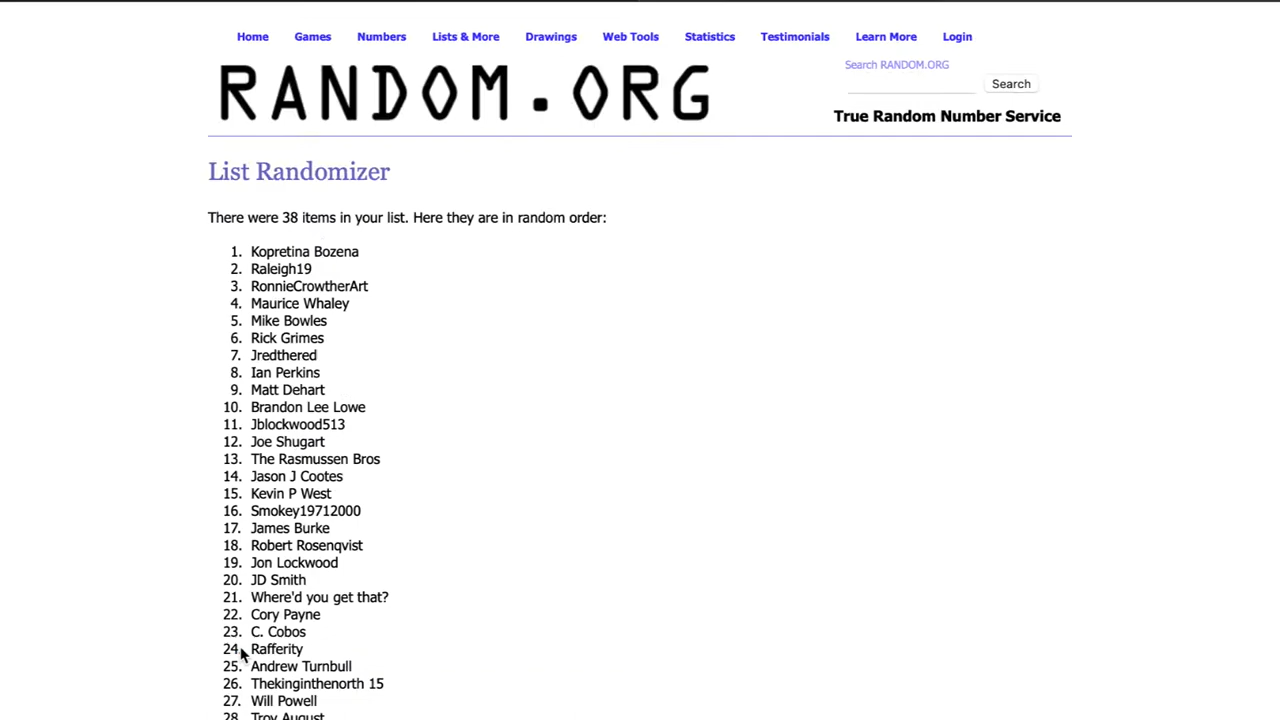 Home Games Numbers Lists & More Drawings Web Tools Statistics Testimonials Learn More Login
Search RANDOM.ORG
RANDOM.ORG
Search
True Random Number Service
List Randomizer
There were 38 items in your list. Here they are in random order:
1. Kopretina Bozena
2. Raleigh19
3. RonnieCrowtherArt
4. Maurice Whaley
5. Mike Bowles
6. Rick Grimes
7. Jredthered
8. Ian Perkins
9. Matt Dehart
10. Brandon Lee Lowe
11. Jblockwood513
12. Joe Shugart
13. The Rasmussen Bros
14. Jason J Cootes
15. Kevin P West
16. Smokey19712000
17. James Burke
18. Robert Rosenqvist
19. Jon Lockwood
20. JD Smith
21. Where'd you get that?
22. Cory Payne
23. C. Cobos
24. Rafferity
25. Andrew Turnbull
26. Thekinginthenorth 15
27. Will Powell
28. Troy August